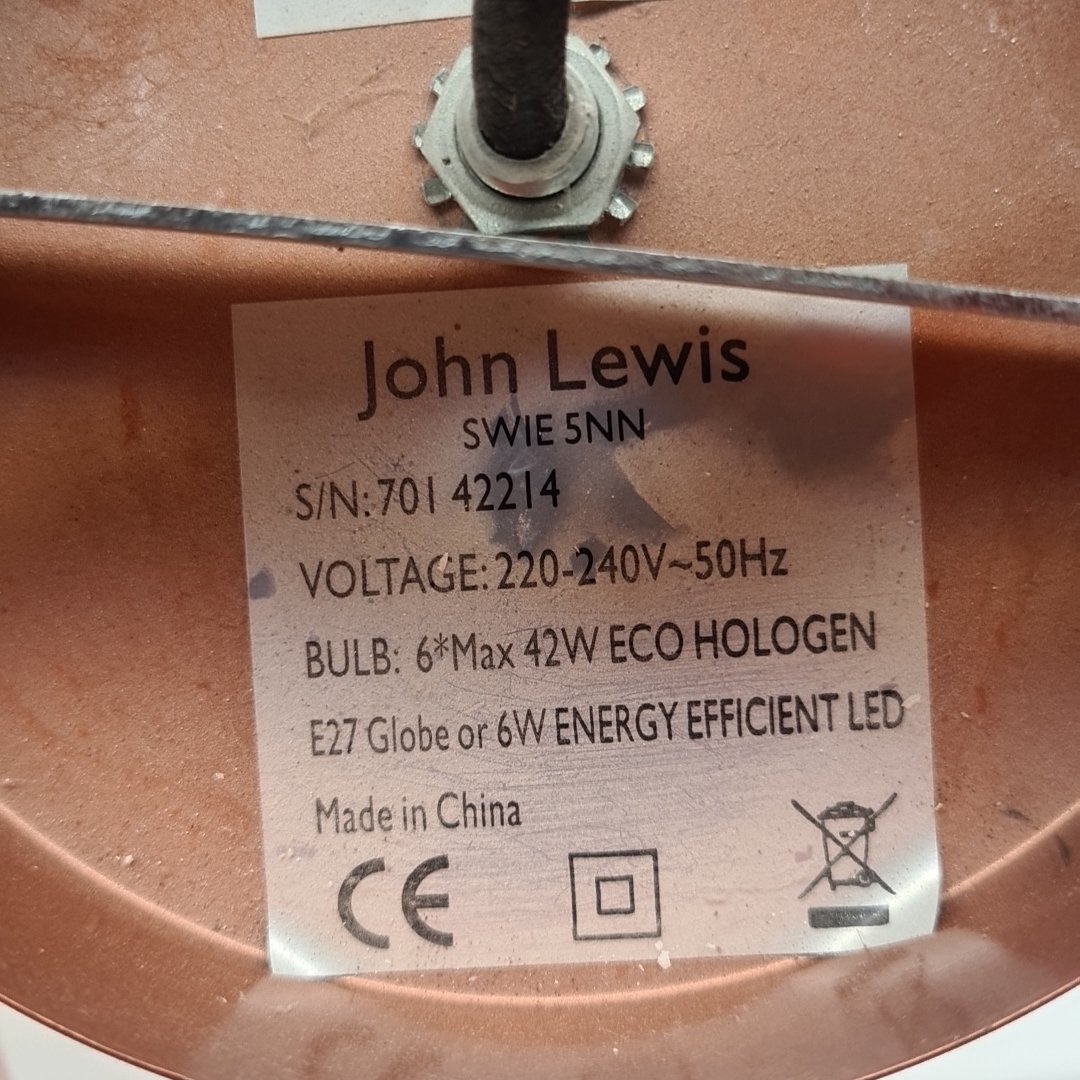 John Lewis
SWIE 5NN
S/N: 701 42214
VOLTAGE: 220-240V~50Hz
BULB: 6*Max 42W ECO HOLOGEN
E27 Globe or 6W ENERGY EFFICIENT LED
Made in China
CE